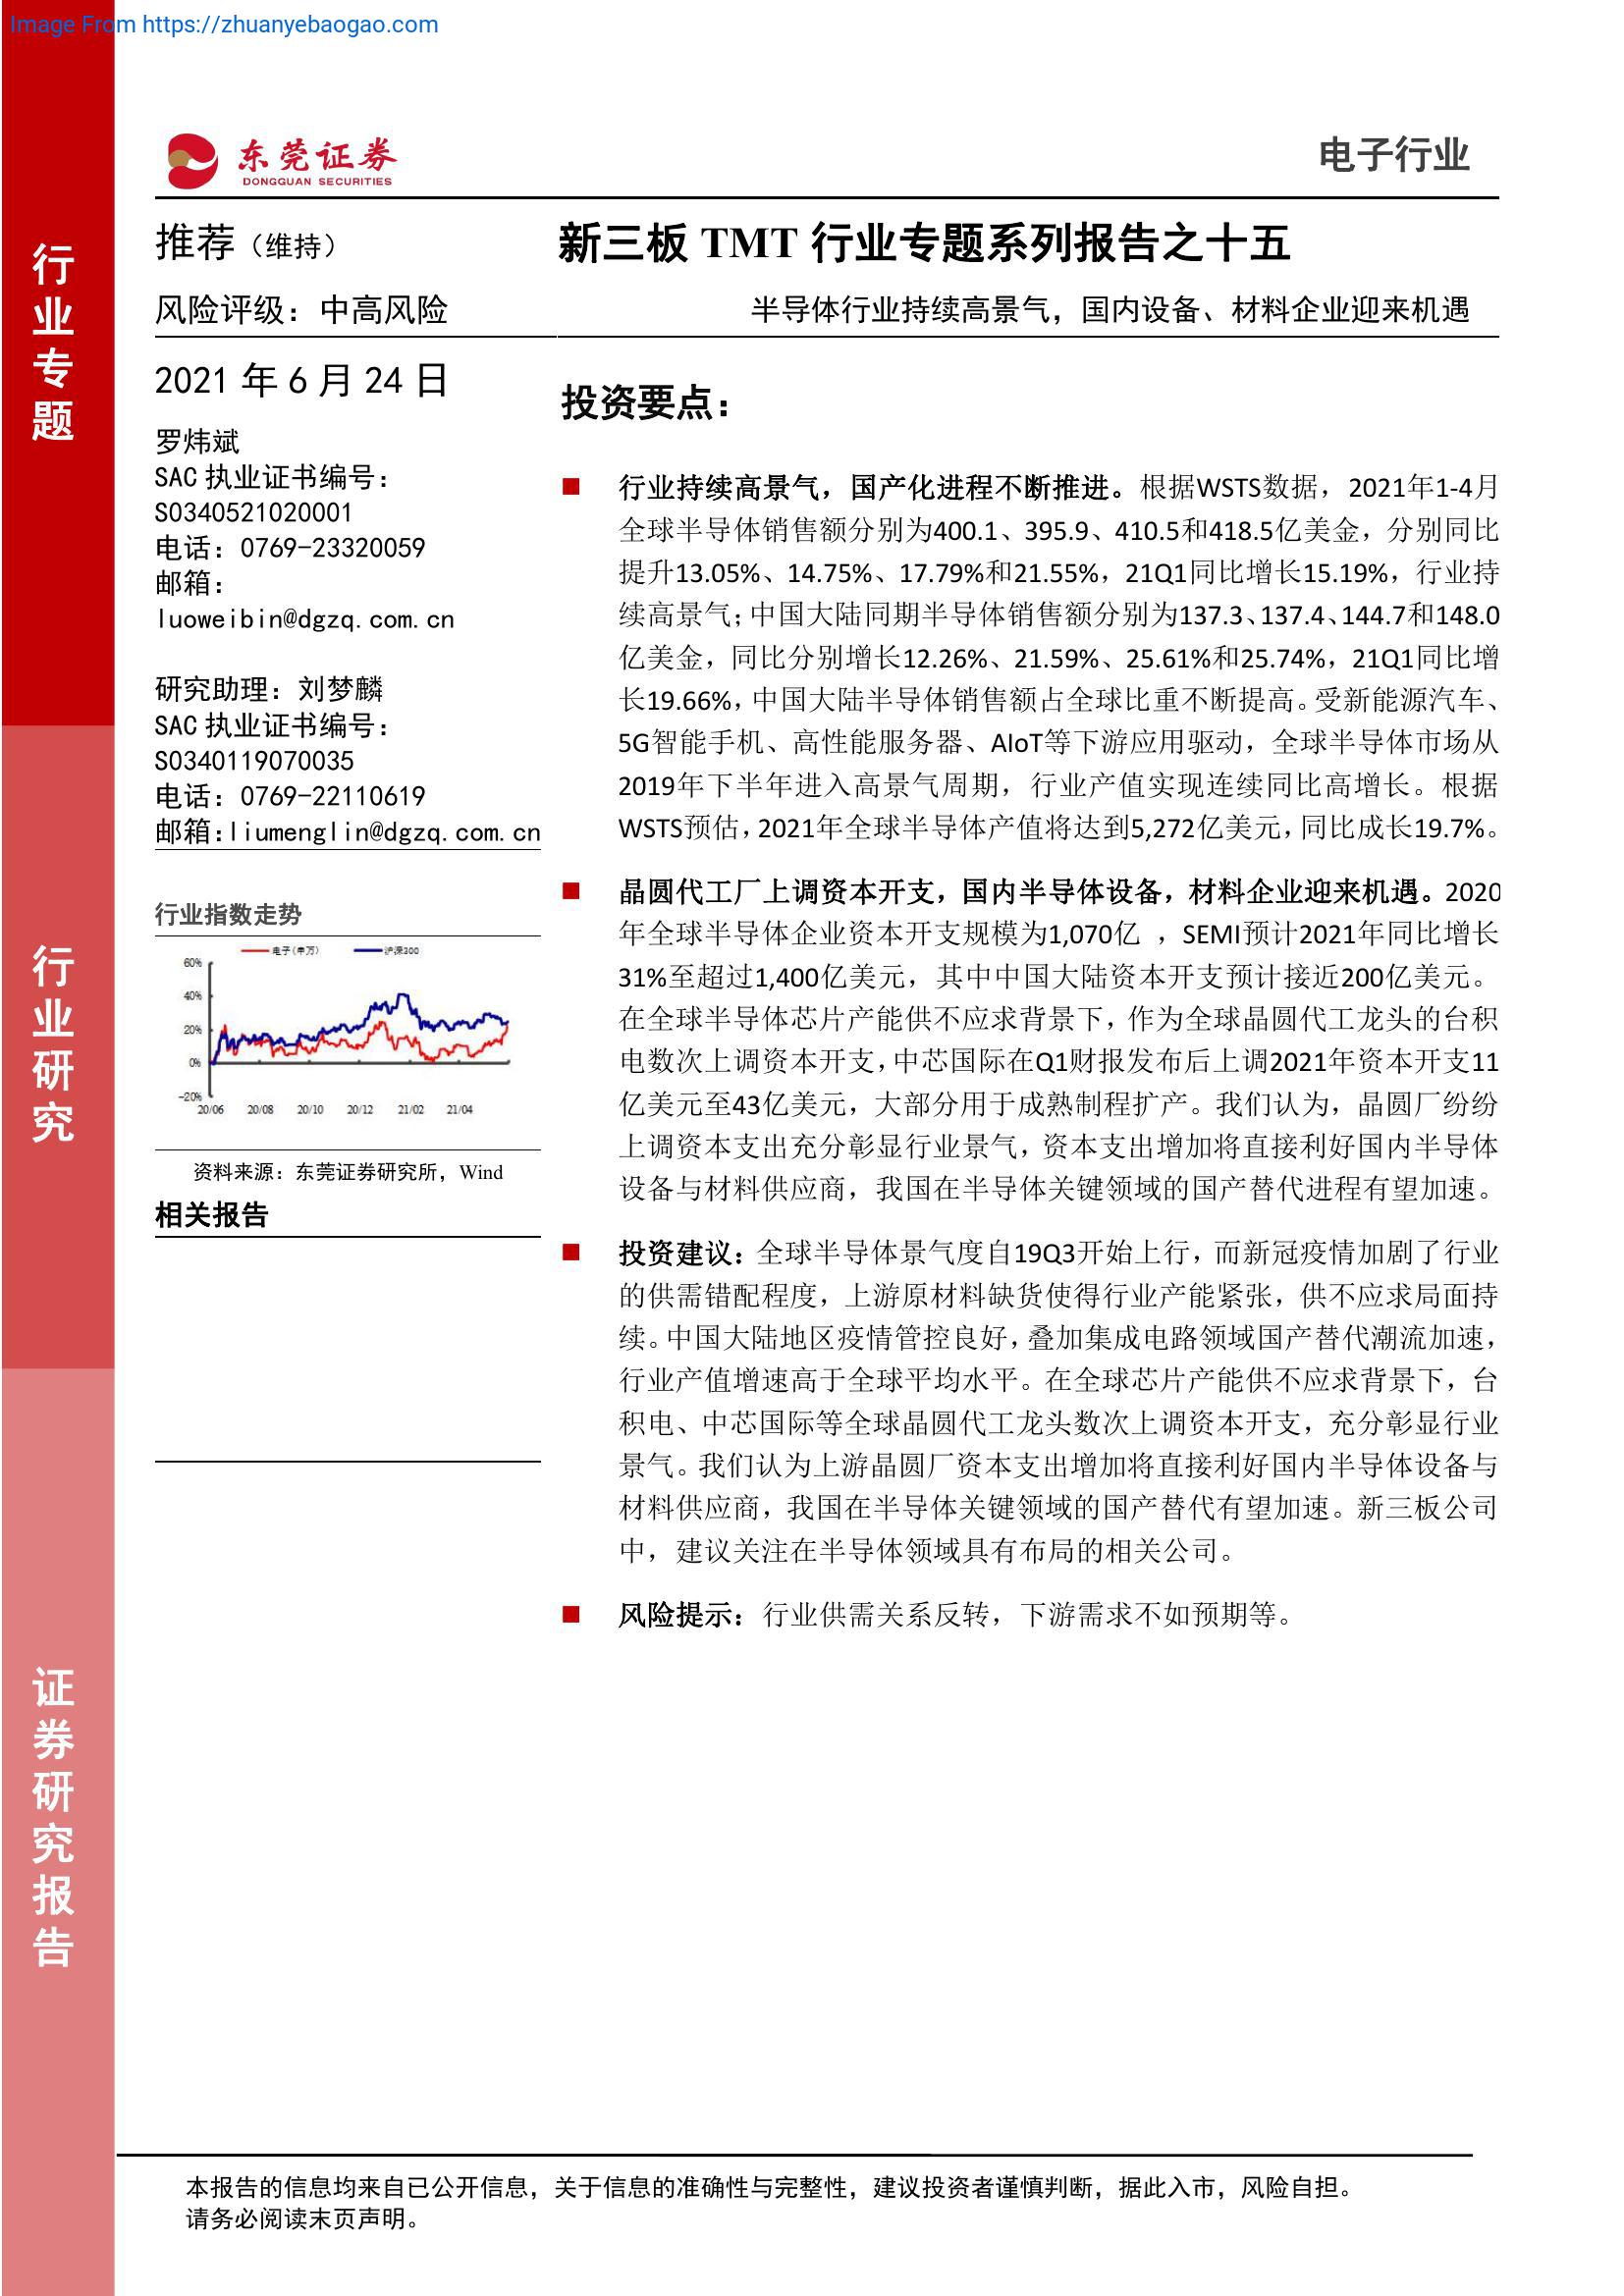 Image From https://zhuanyebaogao.com
行业专题
行业研究
证券研究报告
东莞证券
DONGGUAN SECURITIES
电子行业
推荐（维持）
新三板 TMT 行业专题系列报告之十五
风险评级：中高风险
半导体行业持续高景气，国内设备、材料企业迎来机遇
2021 年 6 月 24 日
罗炜斌
SAC 执业证书编号：
S0340521020001
电话：0769-23320059
邮箱：
luoweibin@dgzq.com.cn
研究助理：刘梦麟
SAC 执业证书编号：
S0340119070035
电话：0769-22110619
邮箱：liumenglin@dgzq.com.cn
行业指数走势
电子(申万) 沪深300
60%
40%
20%
0%
-20%
20/06 20/08 20/10 20/12 21/02 21/04
资料来源：东莞证券研究所，Wind
相关报告
投资要点：
■ 行业持续高景气，国产化进程不断推进。根据WSTS数据，2021年1-4月
全球半导体销售额分别为400.1、395.9、410.5和418.5亿美金，分别同比
提升13.05%、14.75%、17.79%和21.55%，21Q1同比增长15.19%，行业持
续高景气；中国大陆同期半导体销售额分别为137.3、137.4、144.7和148.0
亿美金，同比分别增长12.26%、21.59%、25.61%和25.74%，21Q1同比增
长19.66%，中国大陆半导体销售额占全球比重不断提高。受新能源汽车、
5G智能手机、高性能服务器、AIoT等下游应用驱动，全球半导体市场从
2019年下半年进入高景气周期，行业产值实现连续同比高增长。根据
WSTS预估，2021年全球半导体产值将达到5,272亿美元，同比成长19.7%。
■ 晶圆代工厂上调资本开支，国内半导体设备，材料企业迎来机遇。2020
年全球半导体企业资本开支规模为1,070亿 ，SEMI预计2021年同比增长
31%至超过1,400亿美元，其中中国大陆资本开支预计接近200亿美元。
在全球半导体芯片产能供不应求背景下，作为全球晶圆代工龙头的台积
电数次上调资本开支，中芯国际在Q1财报发布后上调2021年资本开支11
亿美元至43亿美元，大部分用于成熟制程扩产。我们认为，晶圆厂纷纷
上调资本支出充分彰显行业景气，资本支出增加将直接利好国内半导体
设备与材料供应商，我国在半导体关键领域的国产替代进程有望加速。
■ 投资建议：全球半导体景气度自19Q3开始上行，而新冠疫情加剧了行业
的供需错配程度，上游原材料缺货使得行业产能紧张，供不应求局面持
续。中国大陆地区疫情管控良好，叠加集成电路领域国产替代潮流加速，
行业产值增速高于全球平均水平。在全球芯片产能供不应求背景下，台
积电、中芯国际等全球晶圆代工龙头数次上调资本开支，充分彰显行业
景气。我们认为上游晶圆厂资本支出增加将直接利好国内半导体设备与
材料供应商，我国在半导体关键领域的国产替代有望加速。新三板公司
中，建议关注在半导体领域具有布局的相关公司。
■ 风险提示：行业供需关系反转，下游需求不如预期等。
本报告的信息均来自已公开信息，关于信息的准确性与完整性，建议投资者谨慎判断，据此入市，风险自担。
请务必阅读末页声明。